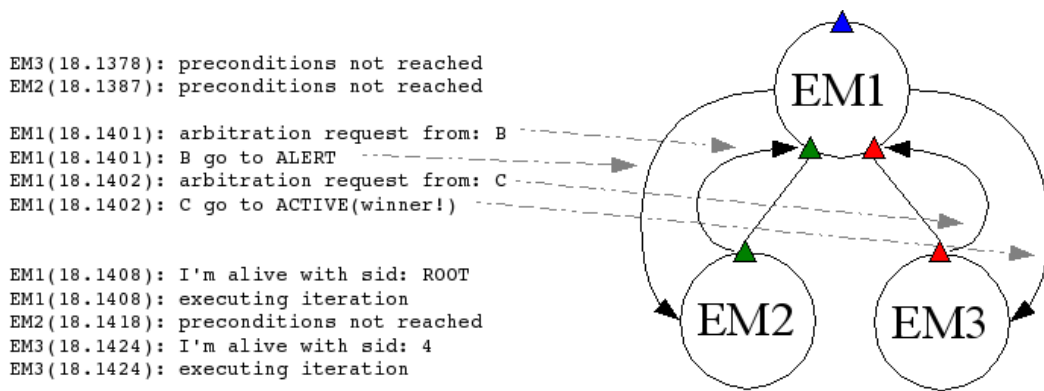 EM3(18.1378): preconditions not reached
EM2(18.1387): preconditions not reached
EM1(18.1401): arbitration request from: B
EM1(18.1401): B go to ALERT
EM1(18.1402): arbitration request from: C
EM1(18.1402): C go to ACTIVE(winner!)
EM1(18.1408): I'm alive with sid: ROOT
EM1(18.1408): executing iteration
EM2(18.1418): preconditions not reached
EM3(18.1424): I'm alive with sid: 4
EM3(18.1424): executing iteration
EM1
EM2
EM3